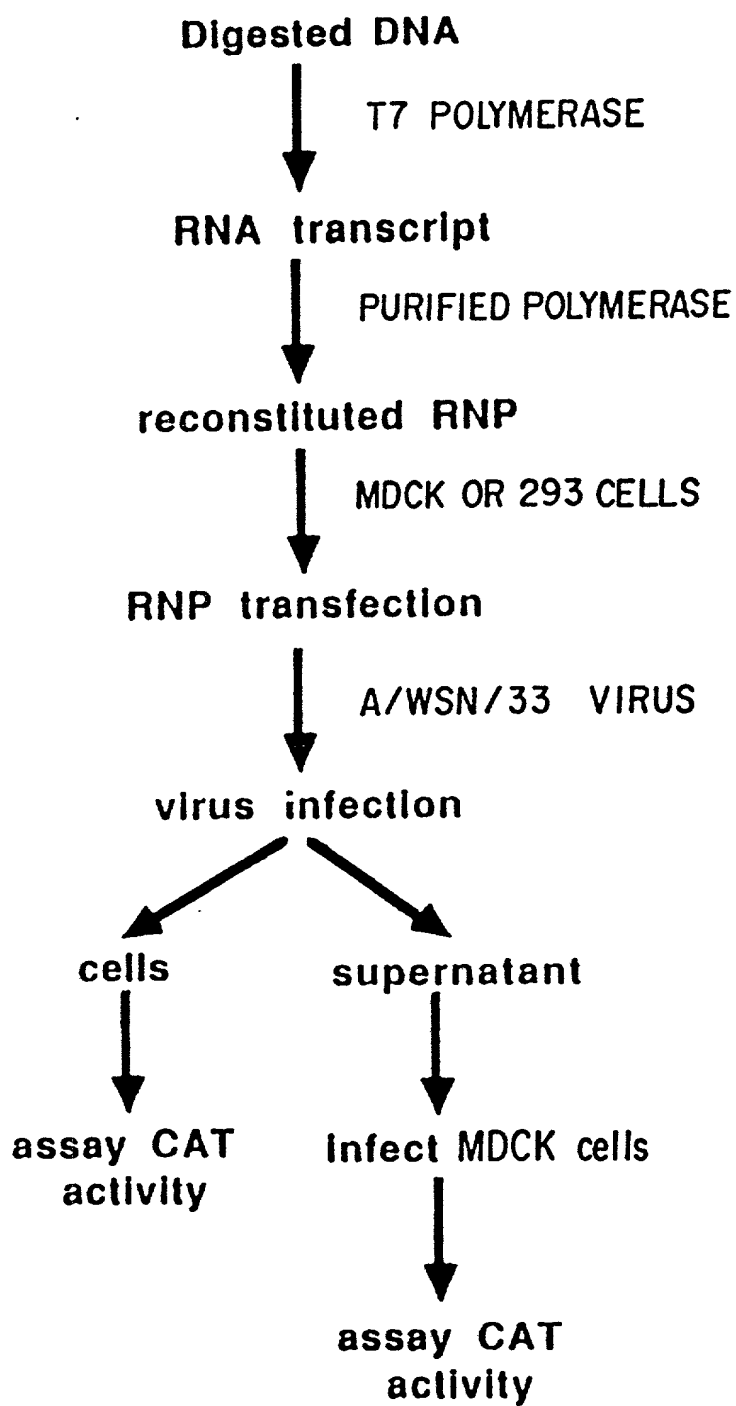 Digested DNA
T7 POLYMERASE
RNA transcript
PURIFIED POLYMERASE
reconstituted RNP
MDCK OR 293 CELLS
RNP transfection
A/WSN/33 VIRUS
virus infection
cells
supernatant
assay CAT
activity
infect MDCK cells
assay CAT
activity